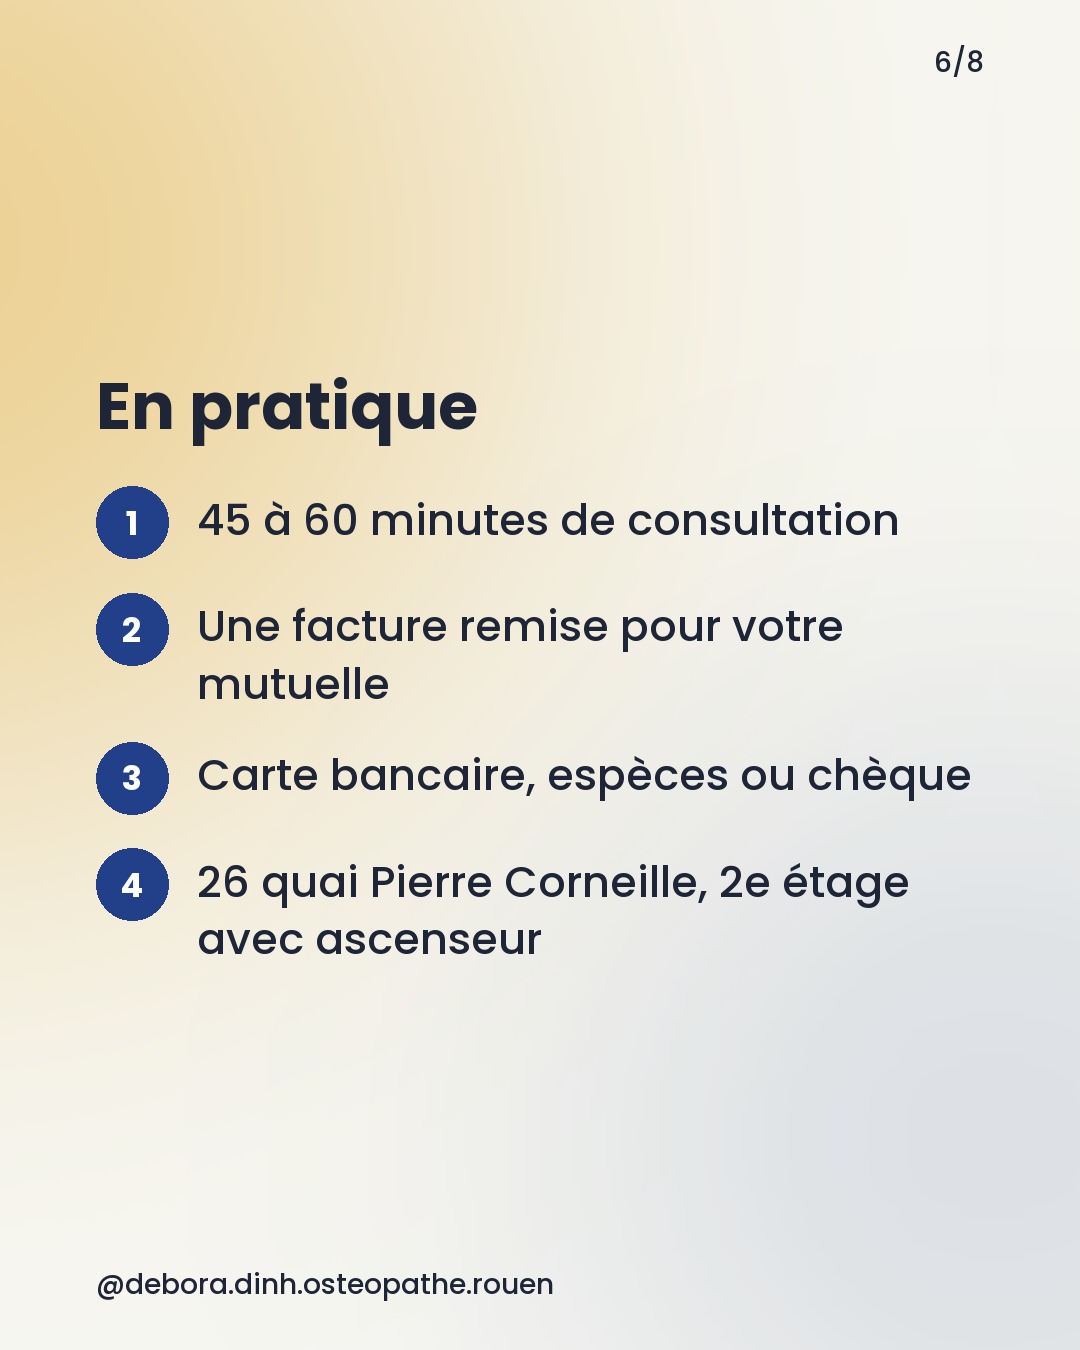 6/8
En pratique
1 45 à 60 minutes de consultation
2 Une facture remise pour votre
mutuelle
3 Carte bancaire, espèces ou chèque
4 26 quai Pierre Corneille, 2e étage
avec ascenseur
@debora.dinh.osteopathe.rouen